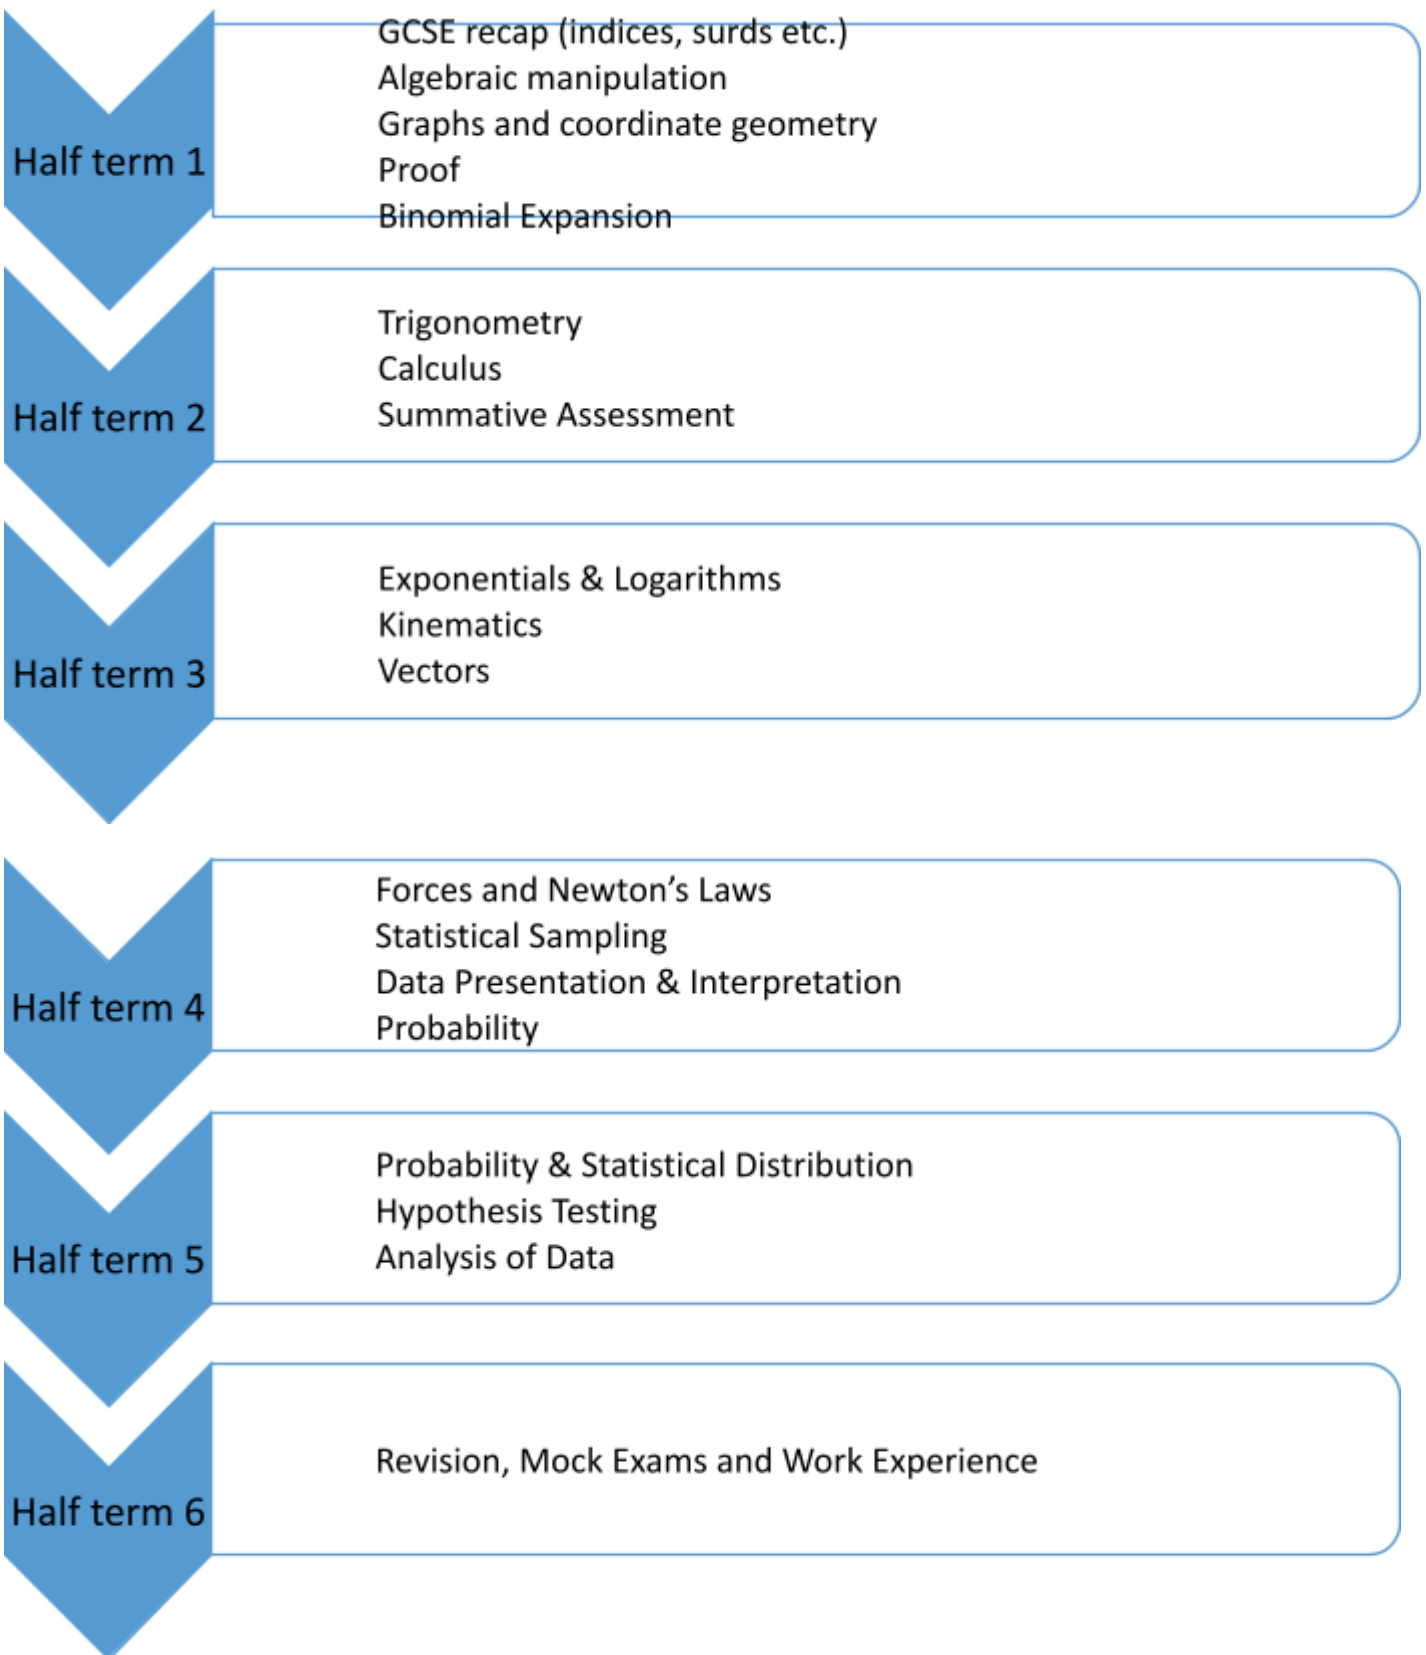 Half term 1
GCSE recap (indices, surds etc.)
Algebraic manipulation
Graphs and coordinate geometry
Proof
Binomial Expansion
Half term 2
Trigonometry
Calculus
Summative Assessment
Half term 3
Exponentials & Logarithms
Kinematics
Vectors
Half term 4
Forces and Newton’s Laws
Statistical Sampling
Data Presentation & Interpretation
Probability
Half term 5
Probability & Statistical Distribution
Hypothesis Testing
Analysis of Data
Half term 6
Revision, Mock Exams and Work Experience